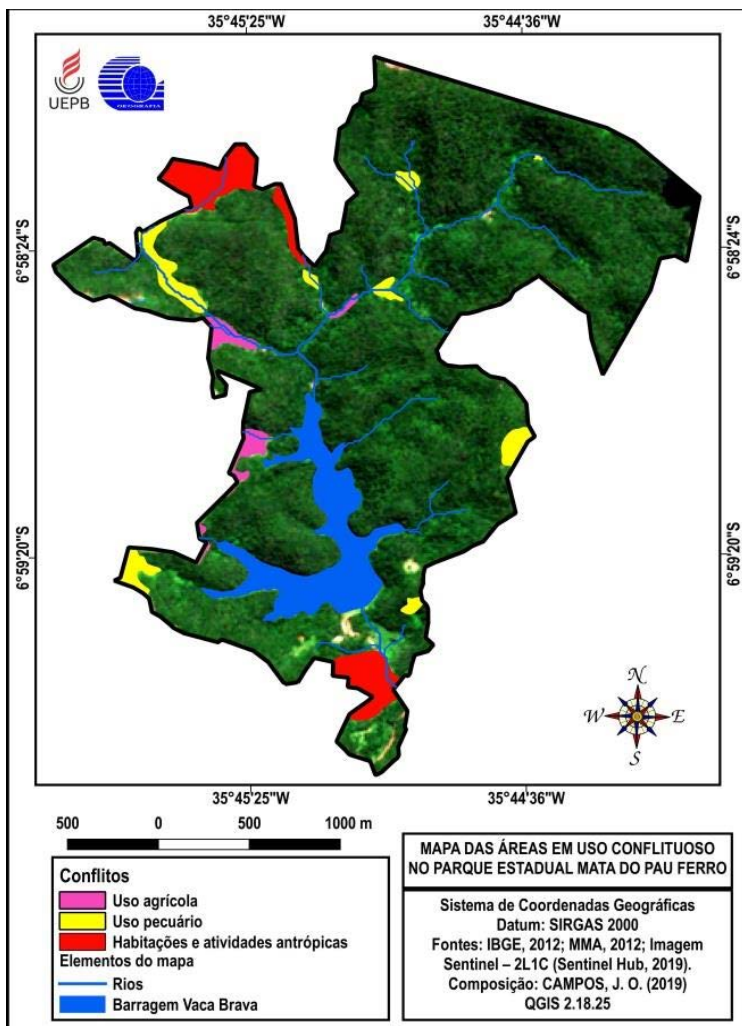 35°45'25"W
35°44'36"W
UEPB
GEOGRAFIA
6°58'24"S
6°58'24"S
6°59'20"S
6°59'20"S
N
W
E
S
35°45'25"W
35°44'36"W
500
0
500
1000 m
Conflitos
Uso agrícola
Uso pecuário
Habitações e atividades antrópicas
Elementos do mapa
Rios
Barragem Vaca Brava
MAPA DAS ÁREAS EM USO CONFLITUOSO
NO PARQUE ESTADUAL MATA DO PAU FERRO
Sistema de Coordenadas Geográficas
Datum: SIRGAS 2000
Fontes: IBGE, 2012; MMA, 2012; Imagem
Sentinel – 2L1C (Sentinel Hub, 2019).
Composição: CAMPOS, J. O. (2019)
QGIS 2.18.25